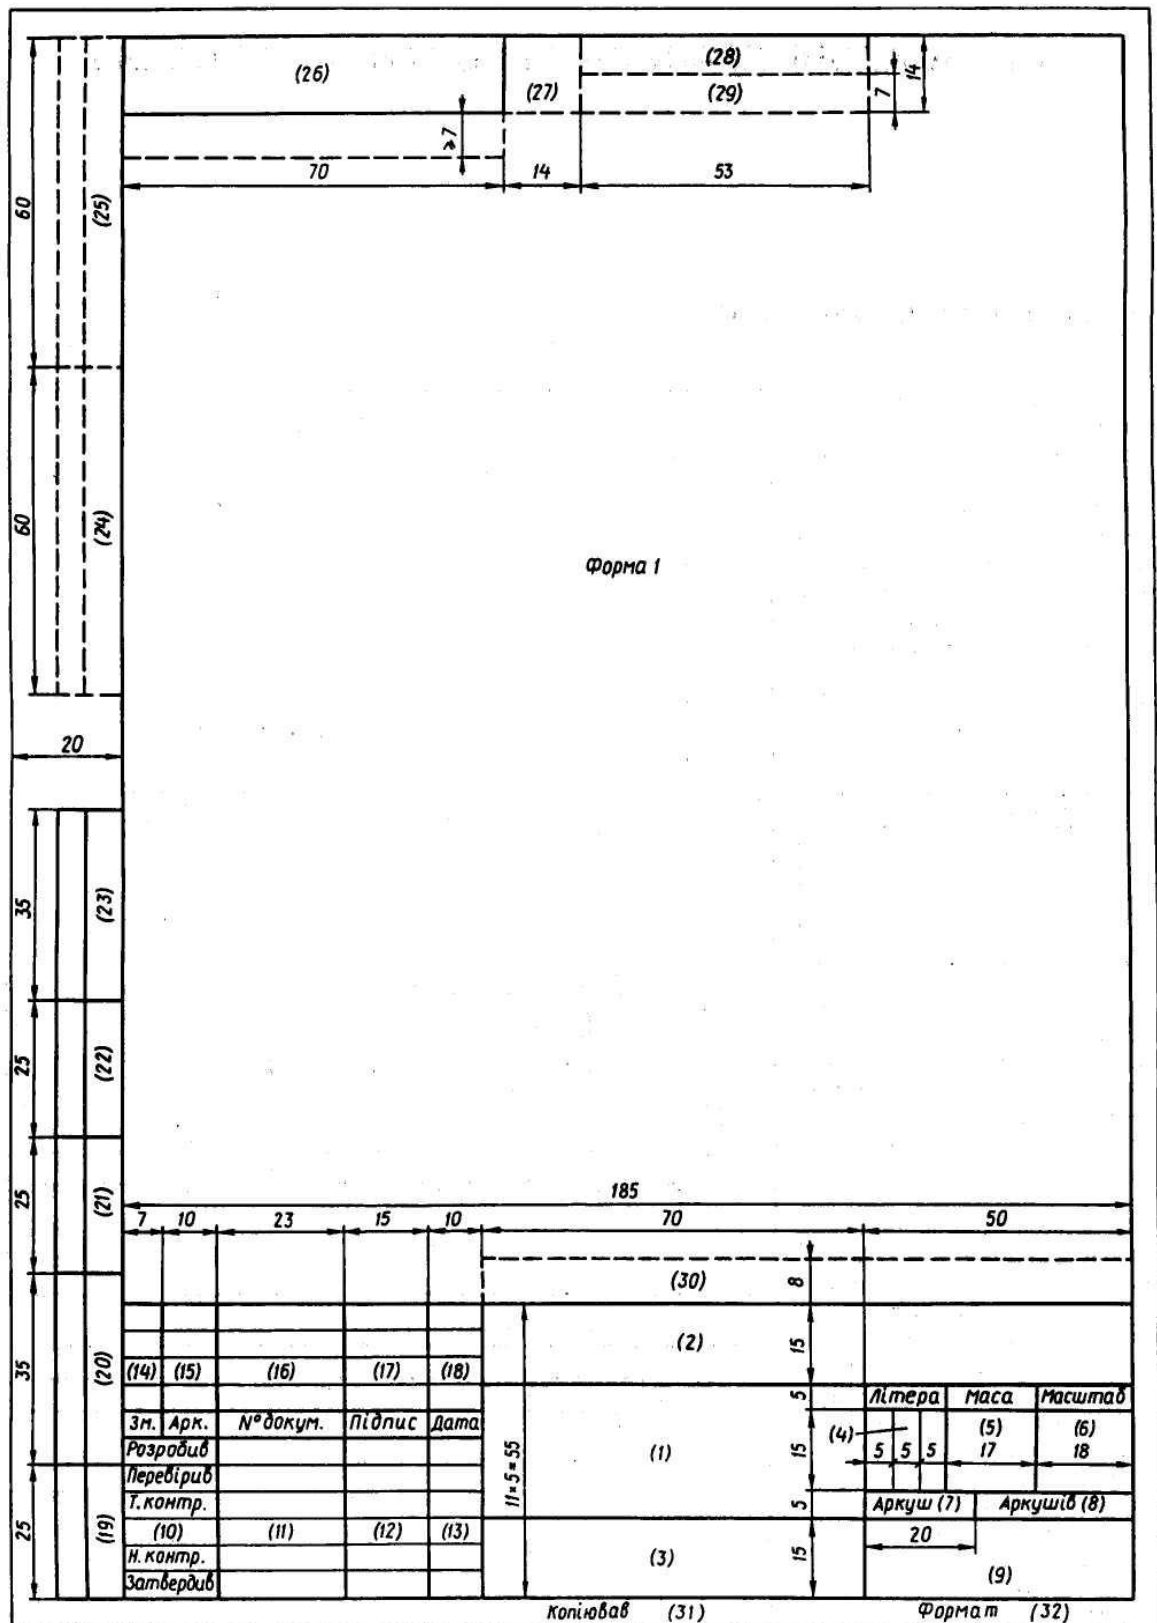 (26) (27) (28) 14
(29) 7
≥7
70 14 53
60 (25)
60 (24)
Форма 1
20
35 (23)
25 (22)
25 (21)
185
7 10 23 15 10 70 50
(30) 8
(2) 15
35 (20) (14) (15) (16) (17) (18)
5 Літера Маса Масштаб
Зм. Арк. № докум. Підпис Дата
Розробив (1) 15 (4) (5) (6)
5 5 5 17 18
Перевірив
11×5=55
Т.контр. 5 Аркуш (7) Аркушів (8)
25 (19) (10) (11) (12) (13) 20
Н. контр. (3) 15 (9)
Затвердив
Копіював (31) Формат (32)